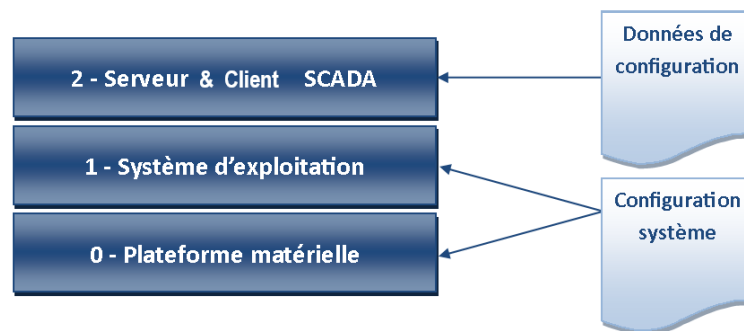 Données de
configuration
2 - Serveur & Client SCADA
1 - Système d'exploitation
Configuration
système
0 - Plateforme matérielle